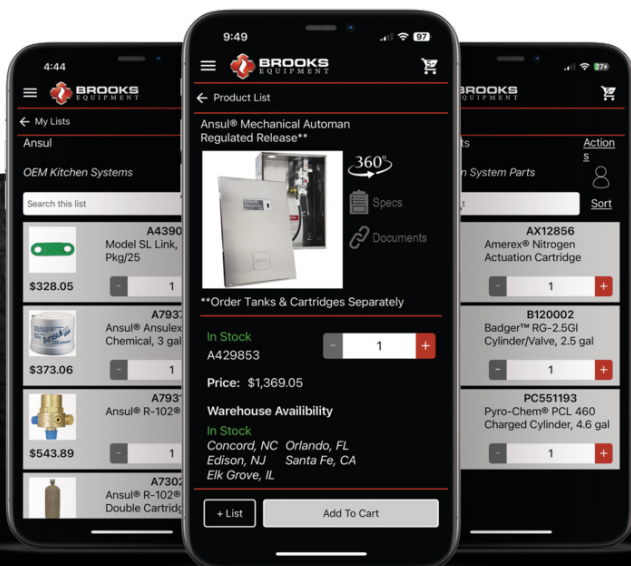 4:44
BROOKS
EQUIPMENT
← My Lists
Ansul
OEM Kitchen Systems
Search this list
A4390
Model SL Link,
Pkg/25
$328.05
- 1
A7937
Ansul® Ansulex
Chemical, 3 gal
$373.06
- 1
A7931
Ansul® R-102®
$543.89
- 1
A7302
Ansul® R-102®
Double Cartridg
9:49
97
BROOKS
EQUIPMENT
← Product List
Ansul® Mechanical Automan
Regulated Release**
360°
Specs
Documents
**Order Tanks & Cartridges Separately
In Stock
A429853
- 1 +
Price: $1,369.05
Warehouse Availibility
In Stock
Concord, NC Orlando, FL
Edison, NJ Santa Fe, CA
Elk Grove, IL
+ List
Add To Cart
27
BROOKS
EQUIPMENT
ts
Action
s
n System Parts
Sort
AX12856
Amerex® Nitrogen
Actuation Cartridge
1 +
B120002
Badger™ RG-2.5GI
Cylinder/Valve, 2.5 gal
1 +
PC551193
Pyro-Chem® PCL 460
Charged Cylinder, 4.6 gal
1 +